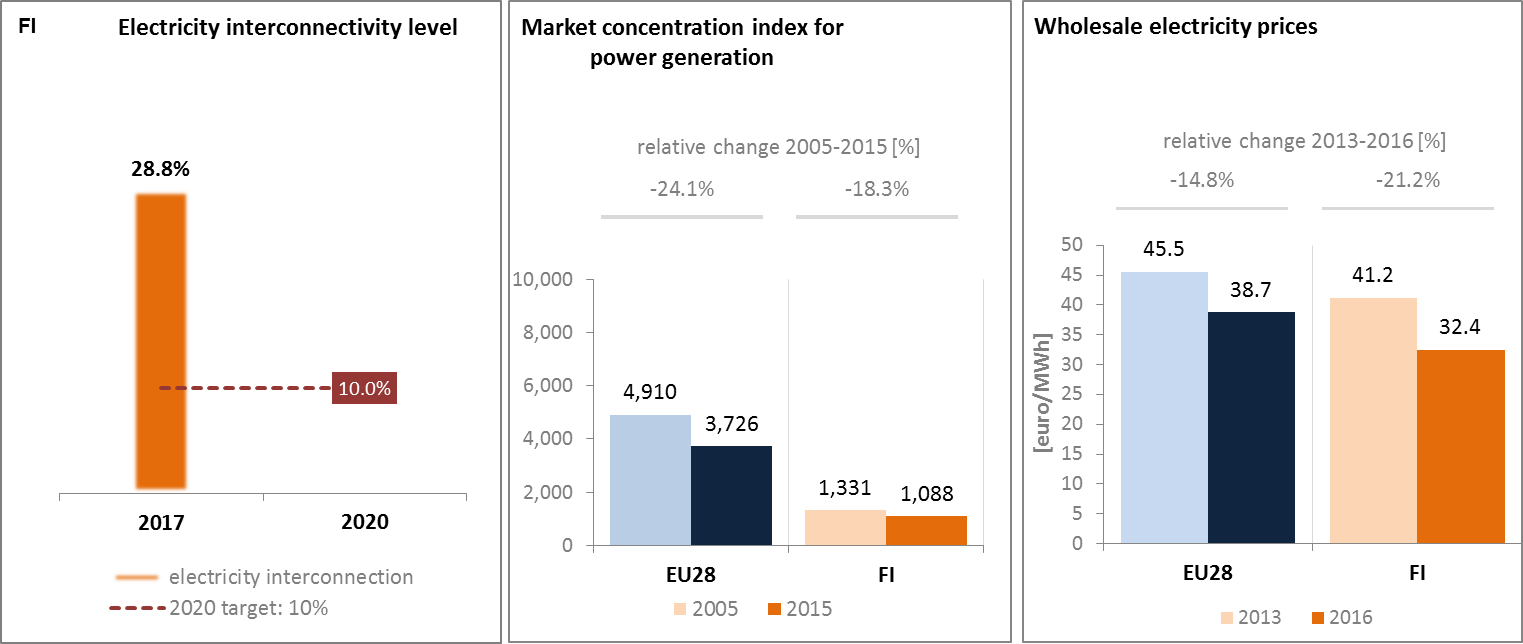 FI
Electricity interconnectivity level
28.8%
10.0%
2017
2020
electricity interconnection
2020 target: 10%
Market concentration index for
power generation
relative change 2005-2015 [%]
-24.1%
-18.3%
10,000
8,000
6,000
4,000
2,000
0
4,910
3,726
1,331
1,088
EU28
FI
2005
2015
Wholesale electricity prices
relative change 2013-2016 [%]
-14.8%
-21.2%
[euro/MWh]
50
45
40
35
30
25
20
15
10
5
0
45.5
38.7
41.2
32.4
EU28
FI
2013
2016